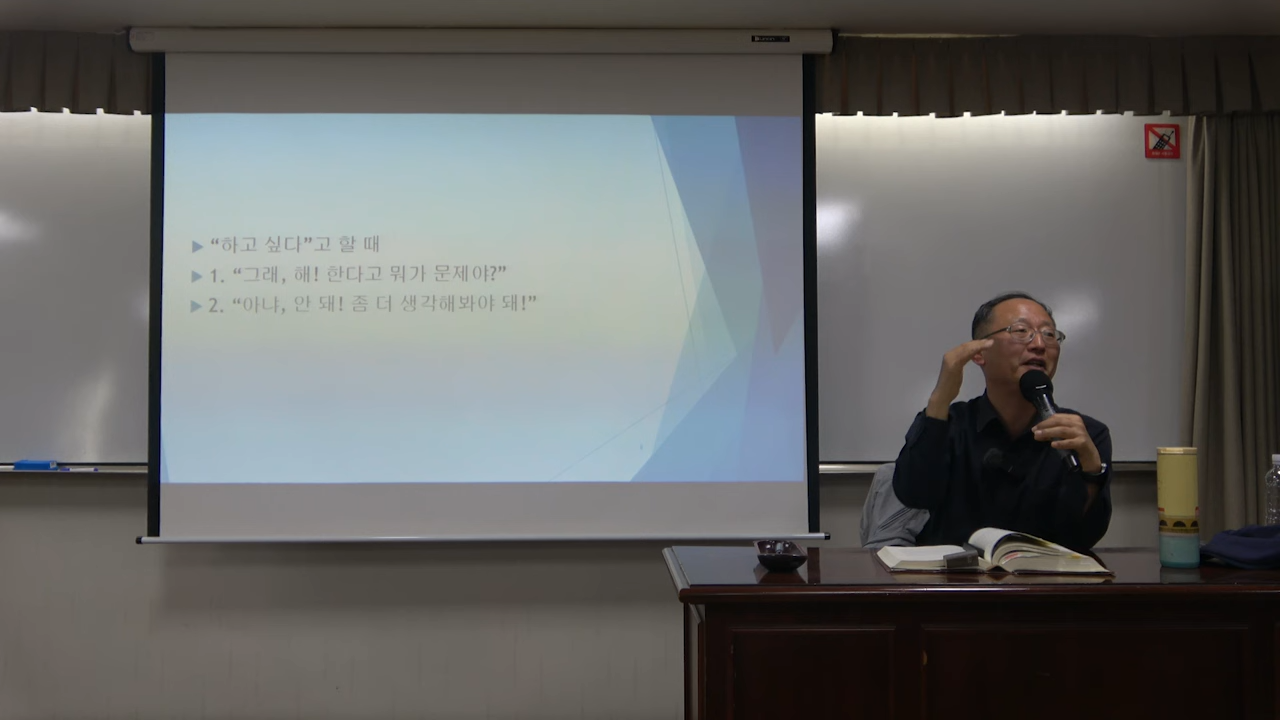 “하고 싶다”고 할 때
1. “그래, 해! 한다고 뭐가 문제야?”
2. “아냐, 안 돼! 좀 더 생각해봐야 돼!”